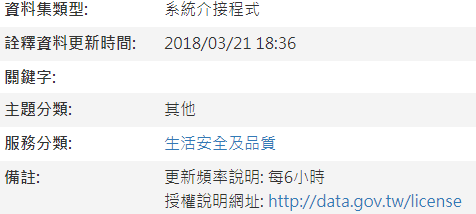 資料集類型: 系統介接程式
詮釋資料更新時間: 2018/03/21 18:36
關鍵字:
主題分類: 其他
服務分類: 生活安全及品質
備註: 更新頻率說明: 每6小時
授權說明網址: http://data.gov.tw/license